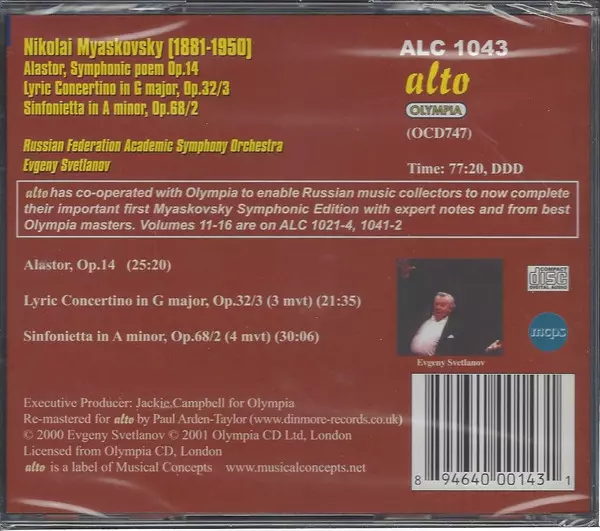 Nikolai Myaskovsky [1881-1950]
Alastor, Symphonic poem Op.14
Lyric Concertino in G major, Op.32/3
Sinfonietta in A minor, Op.68/2
Russian Federation Academic Symphony Orchestra
Evgeny Svetlanov
ALC 1043
alto
OLYMPIA
(OCD747)
Time: 77:20, DDD
alto has co-operated with Olympia to enable Russian music collectors to now complete
their important first Myaskovsky Symphonic Edition with expert notes and from best
Olympia masters. Volumes 11-16 are on ALC 1021-4, 1041-2
Alastor, Op.14 (25:20)
Lyric Concertino in G major, Op.32/3 (3 mvt) (21:35)
Sinfonietta in A minor, Op.68/2 (4 mvt) (30:06)
Evgeny Svetlanov
COMPACT
disc
DIGITAL AUDIO
mcps
Executive Producer: Jackie Campbell for Olympia
Re-mastered for alto by Paul Arden-Taylor (www.dinmore-records.co.uk)
© 2000 Evgeny Svetlanov © 2001 Olympia CD Ltd, London
Licensed from Olympia CD, London
alto is a label of Musical Concepts www.musicalconcepts.net
8 94640 00143 1